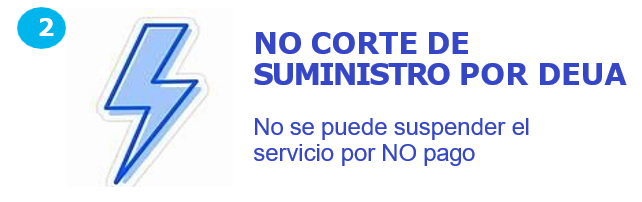 2
NO CORTE DE
SUMINISTRO POR DEUA
No se puede suspender el
servicio por NO pago